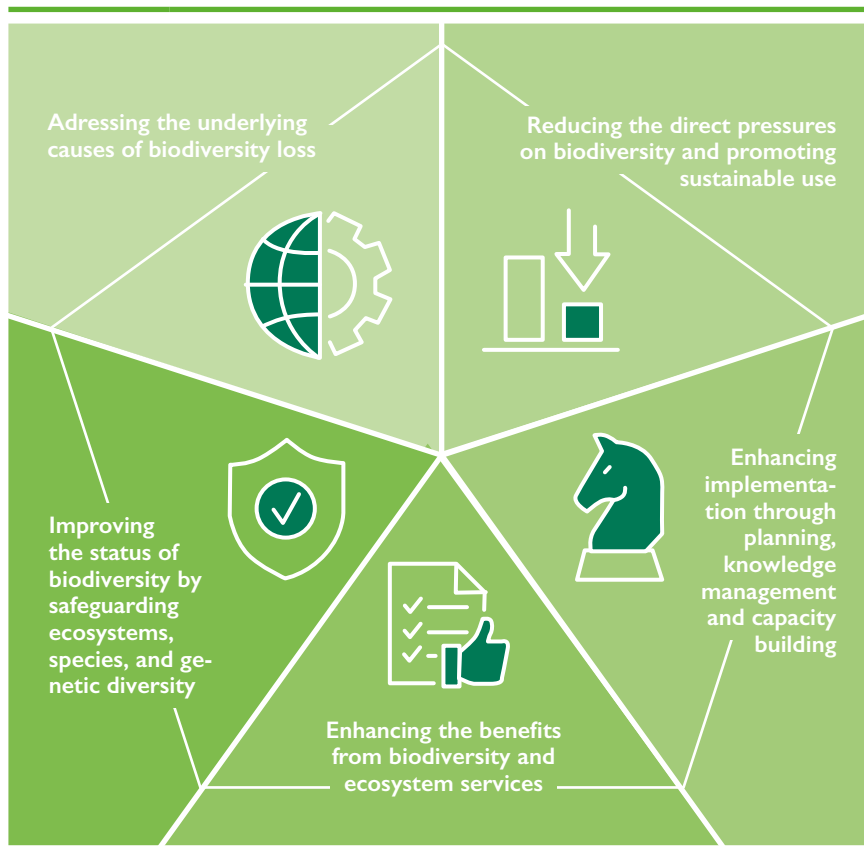 Adressing the underlying
causes of biodiversity loss
Reducing the direct pressures
on biodiversity and promoting
sustainable use
Improving
the status of
biodiversity by
safeguarding
ecosystems,
species, and ge-
netic diversity
Enhancing
implementa-
tion through
planning,
knowledge
management
and capacity
building
Enhancing the benefits
from biodiversity and
ecosystem services